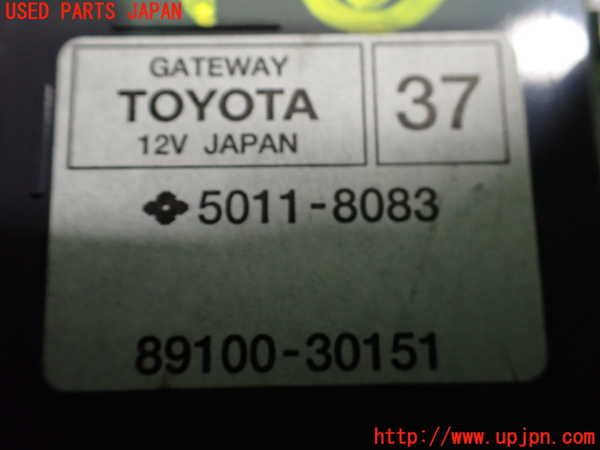 USED PARTS JAPAN
GATEWAY
TOYOTA
12V JAPAN
37
5011-8083
89100-30151
http://www.upjpn.com/